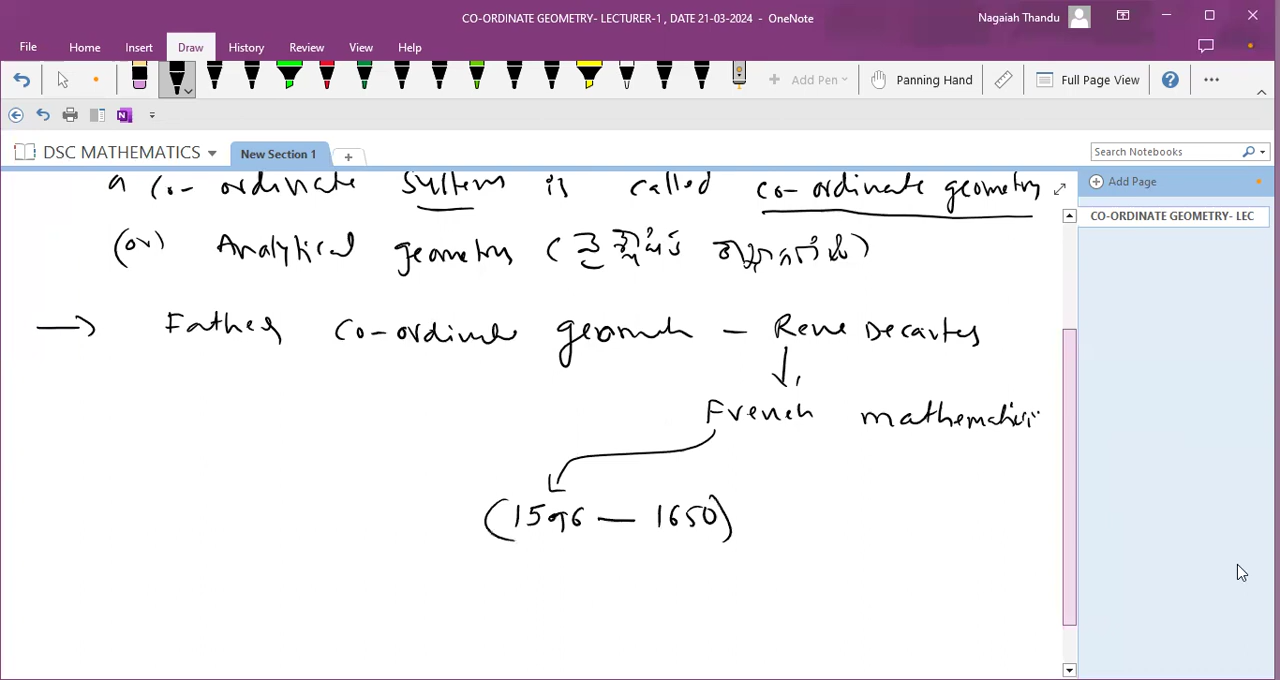 CO-ORDINATE GEOMETRY- LECTURER-1 , DATE 21-03-2024 - OneNote
Nagaiah Thandu
File Home Insert Draw History Review View Help
Add Pen Panning Hand Full Page View
DSC MATHEMATICS New Section 1 Search Notebooks
Add Page
CO-ORDINATE GEOMETRY- LEC
a co-ordinate system is called co-ordinate geometry
(or) Analytical geometry (
→ Father Co-ordinate geometry - Rene Decartes
French mathematici
(1596 — 1650)